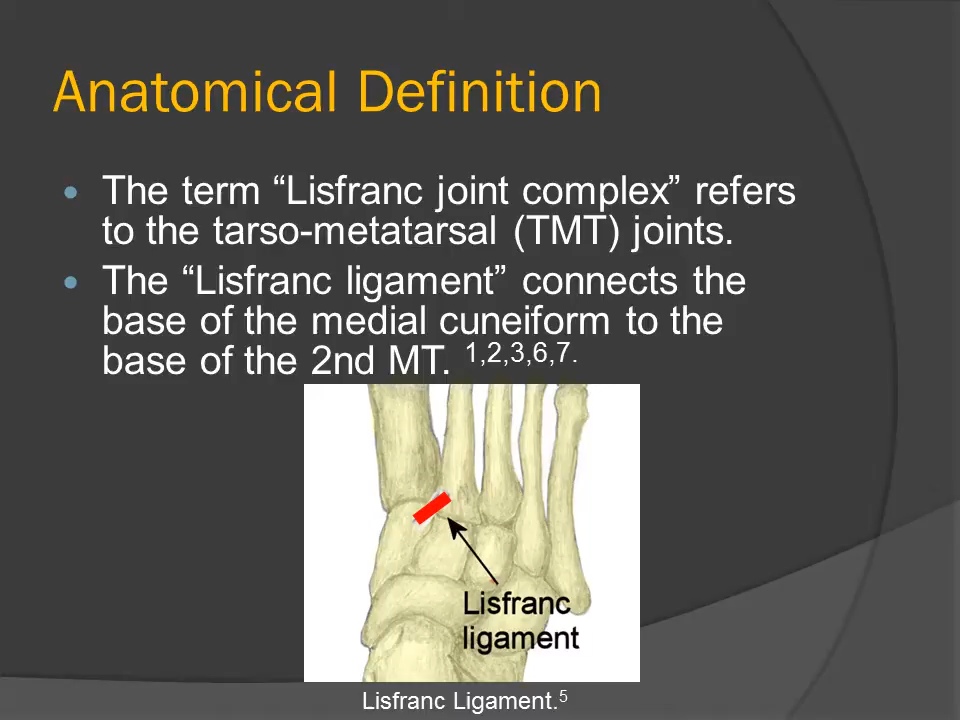 Anatomical Definition
The term “Lisfranc joint complex” refers
to the tarso-metatarsal (TMT) joints.
The “Lisfranc ligament” connects the
base of the medial cuneiform to the
base of the 2nd MT. 1,2,3,6,7.
Lisfranc
ligament
Lisfranc Ligament.5